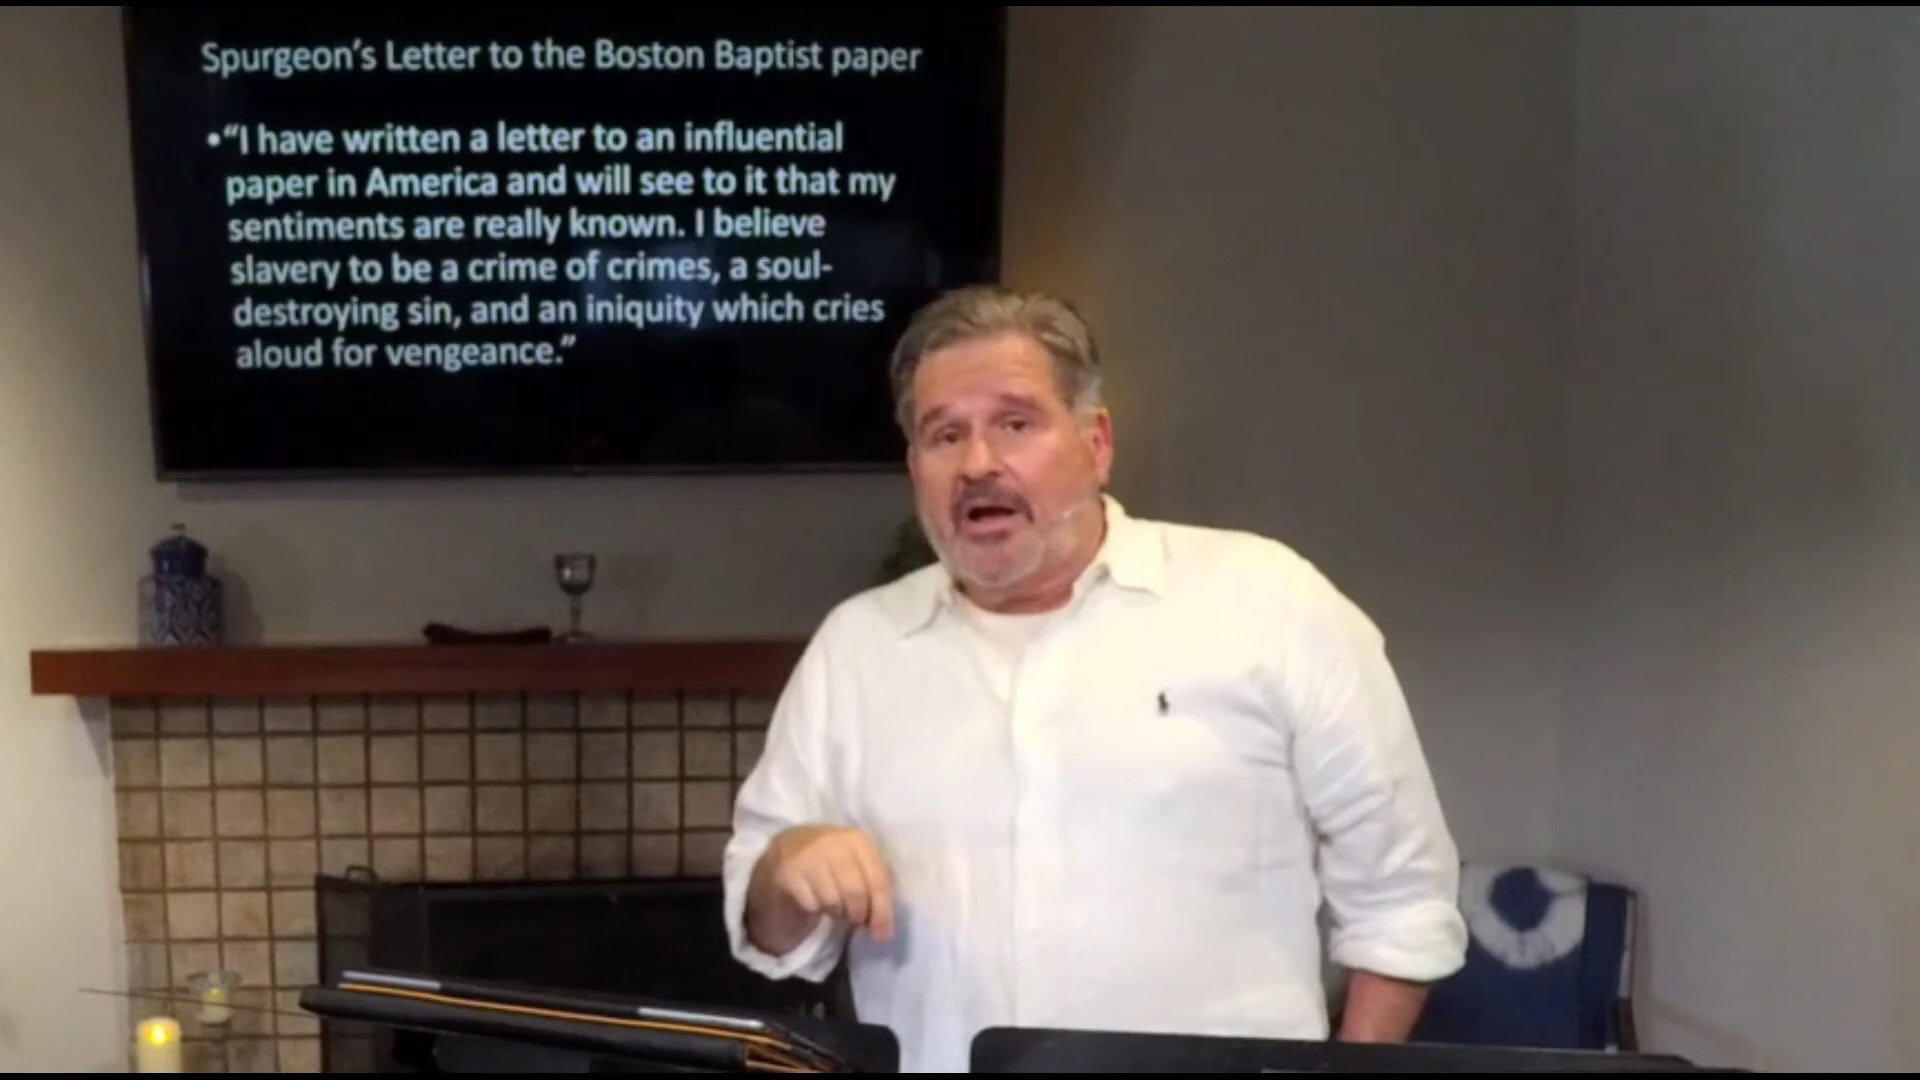 Spurgeon's Letter to the Boston Baptist paper
•"I have written a letter to an influential
paper in America and will see to it that my
sentiments are really known. I believe
slavery to be a crime of crimes, a soul-
destroying sin, and an iniquity which cries
aloud for vengeance."